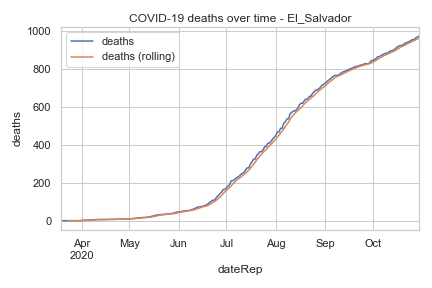 COVID-19 deaths over time - El_Salvador
deaths
deaths (rolling)
1000
800
600
400
200
0
deaths
Apr
2020
May
Jun
Jul
Aug
Sep
Oct
dateRep